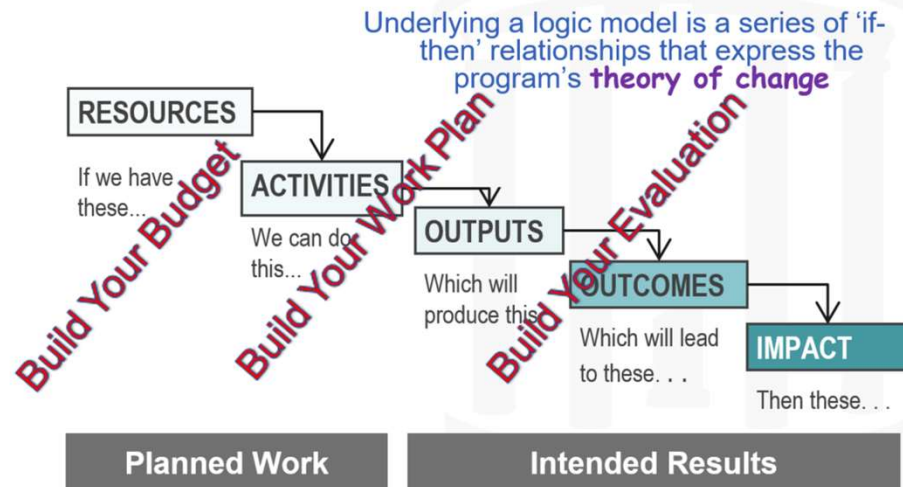 Underlying a logic model is a series of ‘if-
then’ relationships that express the
program’s theory of change
RESOURCES
If we have
these...
ACTIVITIES
We can do
this...
OUTPUTS
Which will
produce this
OUTCOMES
Which will lead
to these. . .
IMPACT
Then these. . .
Build Your Budget
Build Your Work Plan
Build Your Evaluation
Planned Work
Intended Results